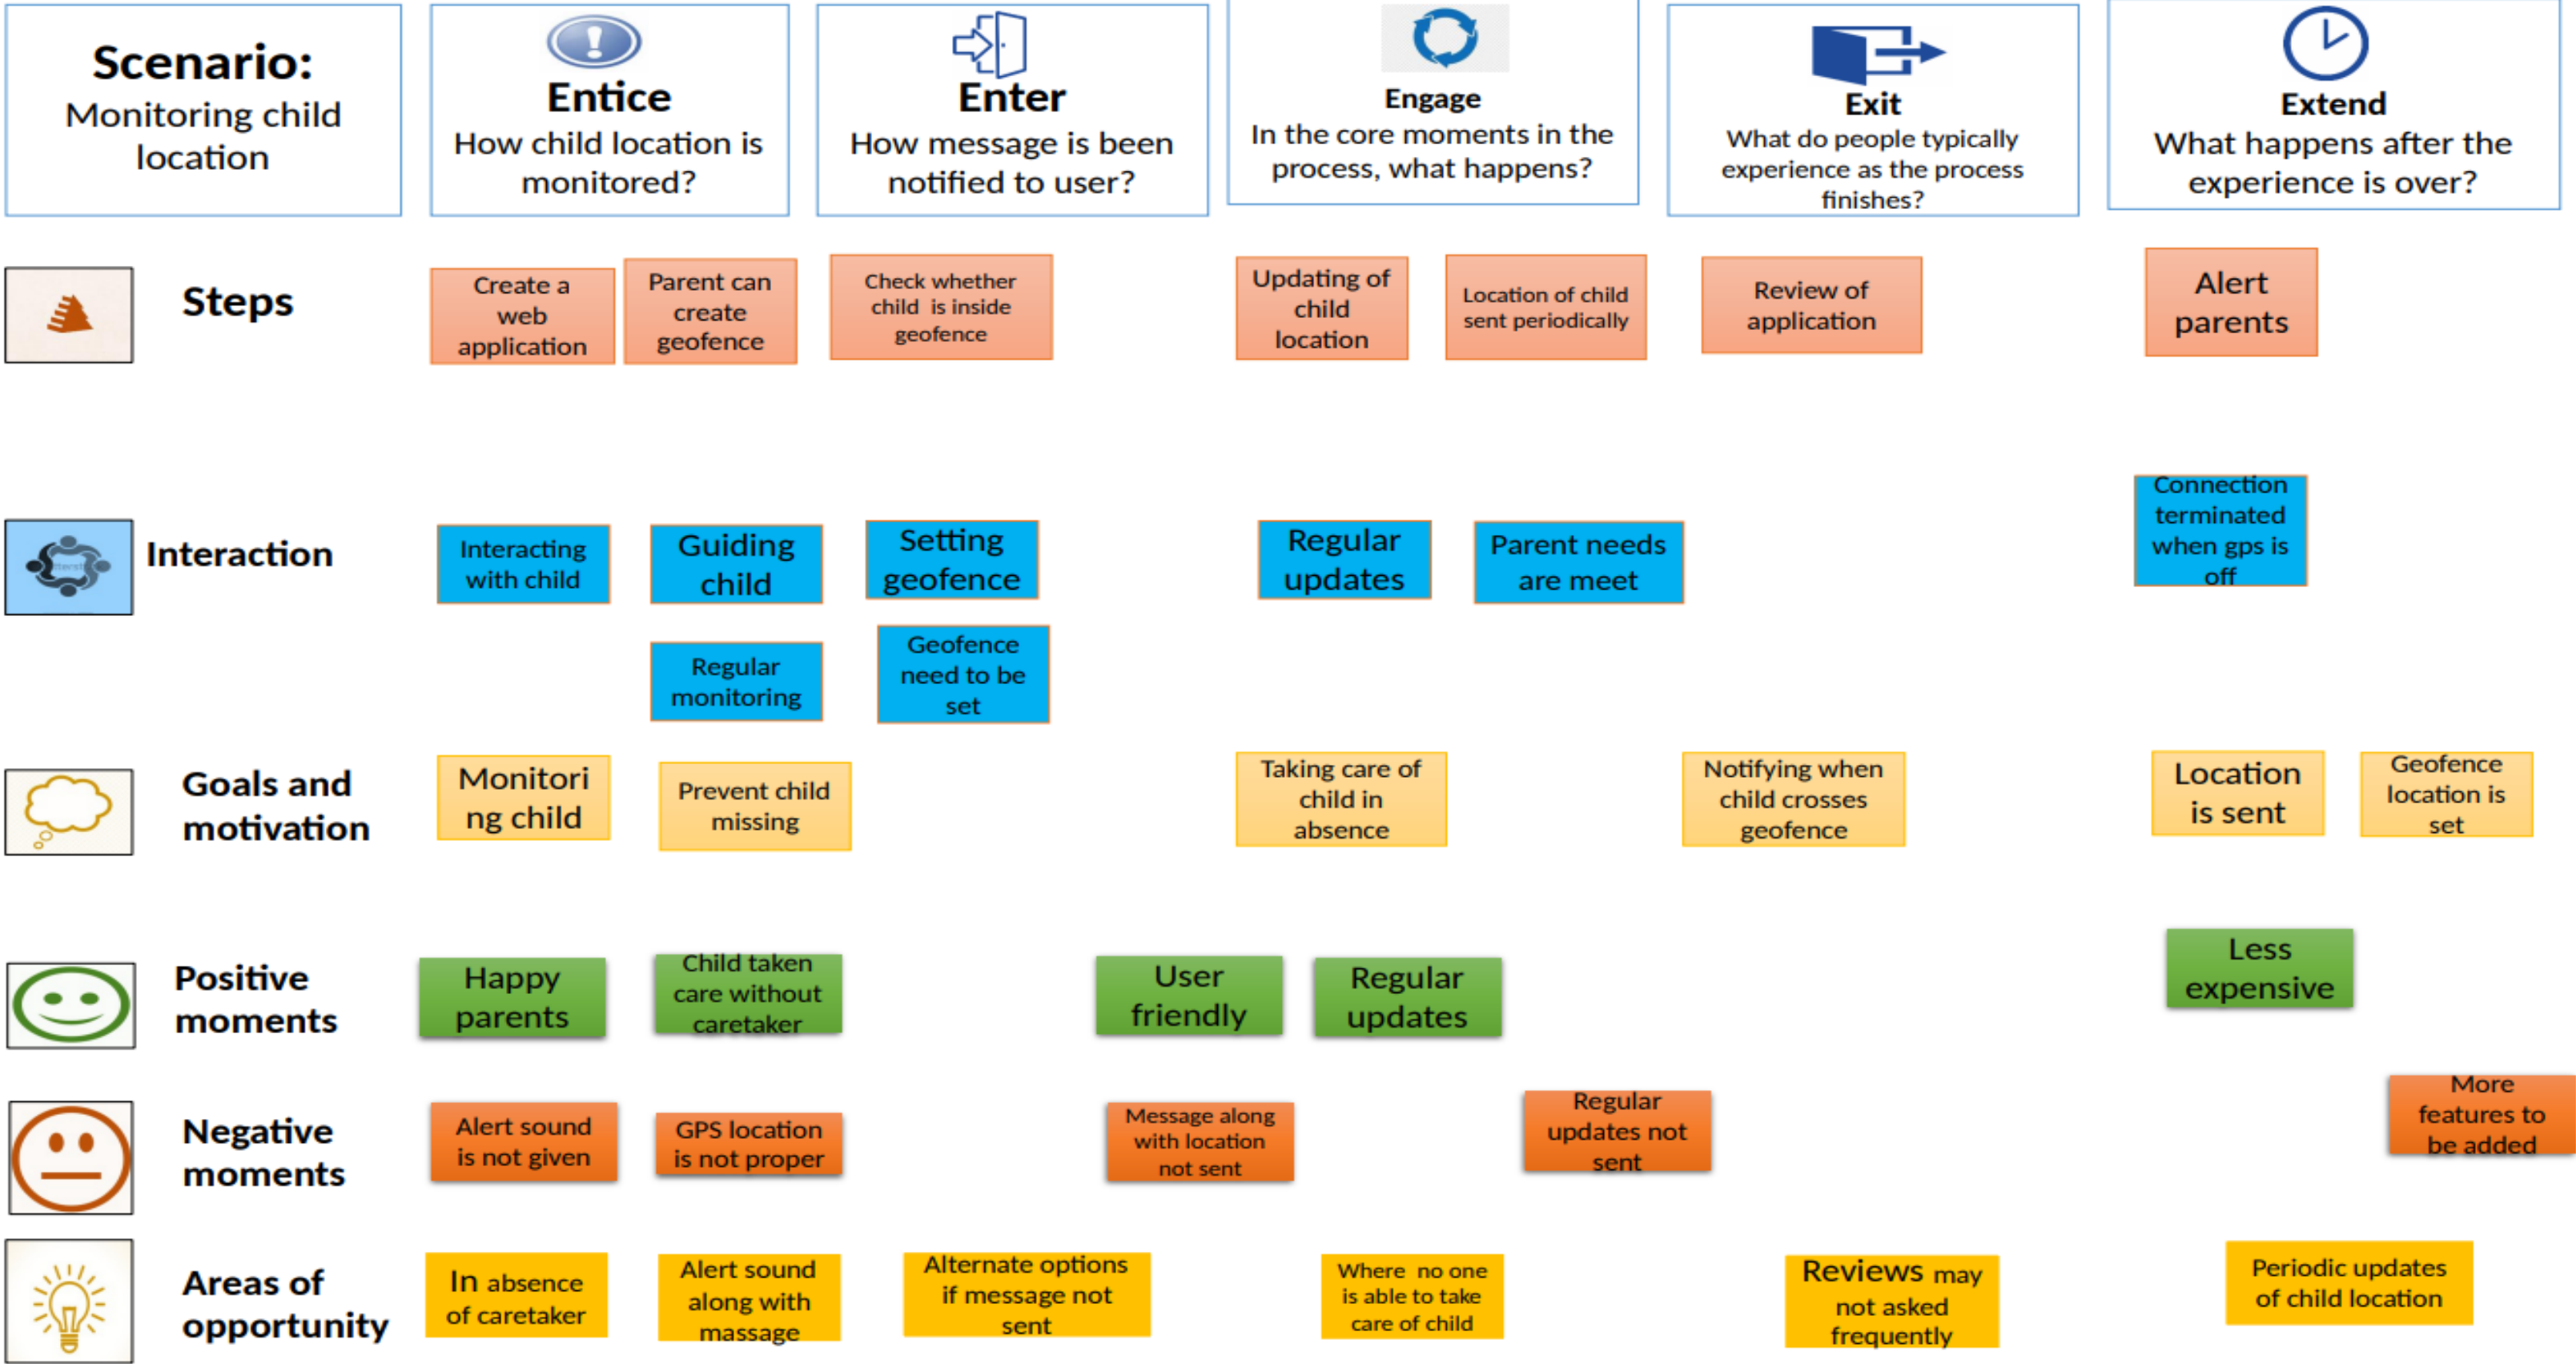 Scenario:
Monitoring child
location
Entice
How child location is
monitored?
Enter
How message is been
notified to user?
Engage
In the core moments in the
process, what happens?
Exit
What do people typically
experience as the process
finishes?
Extend
What happens after the
experience is over?
Steps
Create a
web
application
Parent can
create
geofence
Check whether
child is inside
geofence
Updating of
child
location
Location of child
sent periodically
Review of
application
Alert
parents
Interaction
Interacting
with child
Guiding
child
Setting
geofence
Regular
updates
Parent needs
are meet
Connection
terminated
when gps is
off
Regular
monitoring
Geofence
need to be
set
Goals and
motivation
Monitori
ng child
Prevent child
missing
Taking care of
child in
absence
Notifying when
child crosses
geofence
Location
is sent
Geofence
location is
set
Positive
moments
Happy
parents
Child taken
care without
caretaker
User
friendly
Regular
updates
Less
expensive
Negative
moments
Alert sound
is not given
GPS location
is not proper
Message along
with location
not sent
Regular
updates not
sent
More
features to
be added
Areas of
opportunity
In absence
of caretaker
Alert sound
along with
massage
Alternate options
if message not
sent
Where no one
is able to take
care of child
Reviews may
not asked
frequently
Periodic updates
of child location